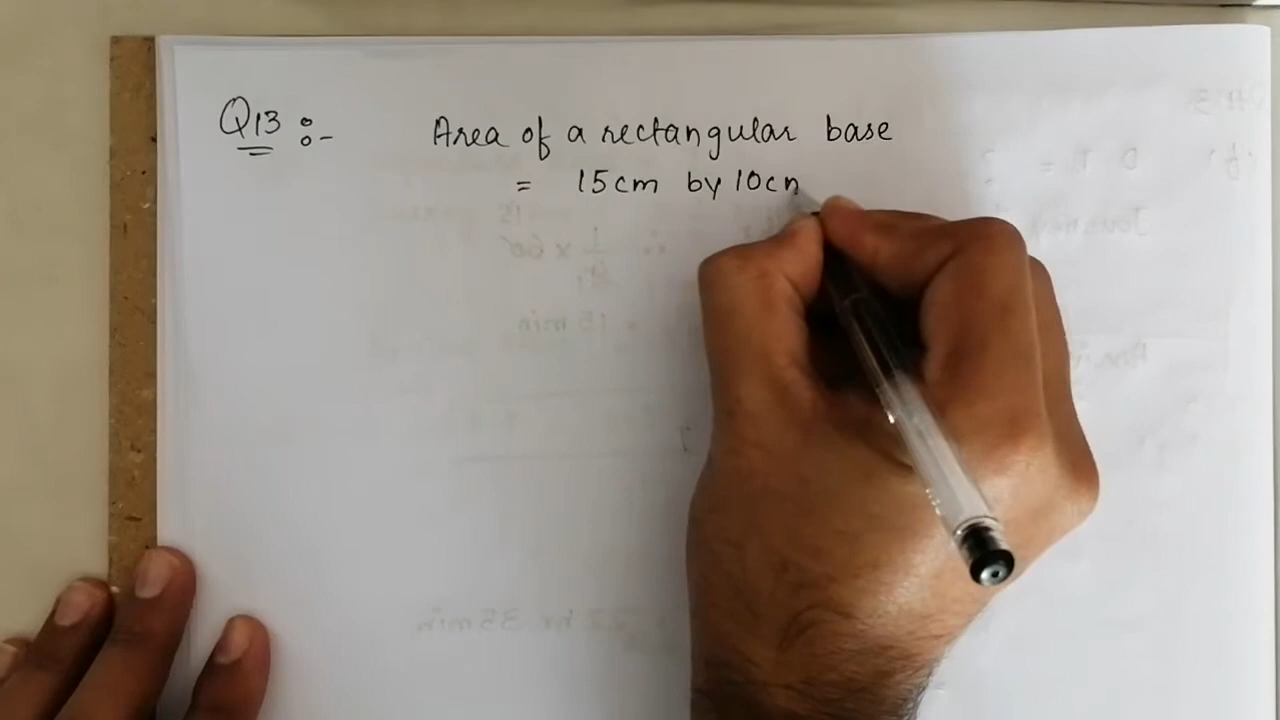 Q13 :-
Area of a rectangular base
= 15cm by 10cm